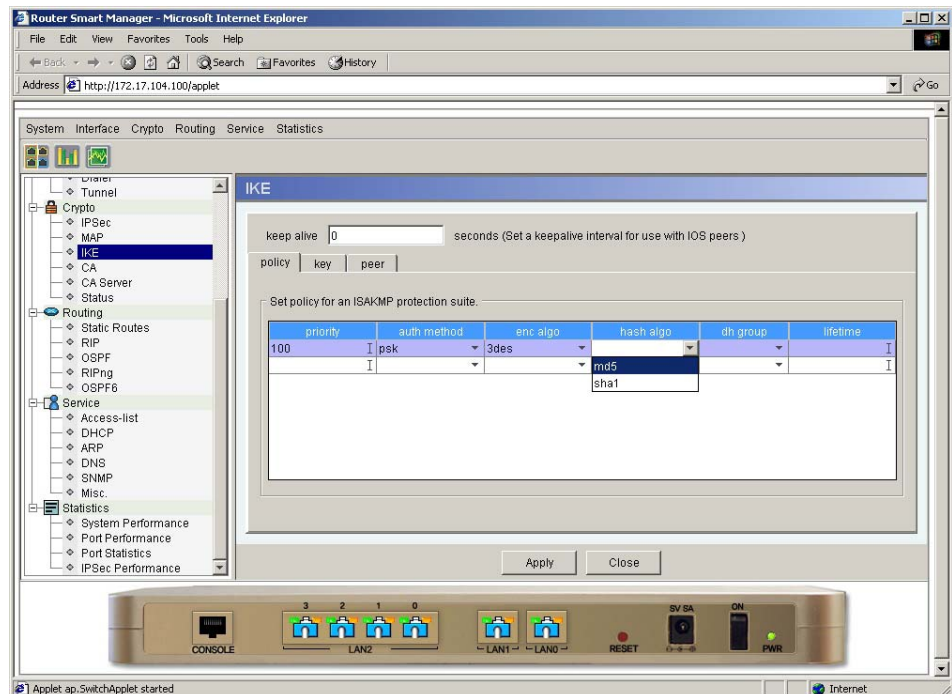 Router Smart Manager - Microsoft Internet Explorer
File Edit View Favorites Tools Help
Back Search Favorites History
Address http://172.17.104.100/applet Go
System Interface Crypto Routing Service Statistics
Dialer
Tunnel
Crypto
IPSec
MAP
IKE
CA
CA Server
Status
Routing
Static Routes
RIP
OSPF
RIPng
OSPF6
Service
Access-list
DHCP
ARP
DNS
SNMP
Misc.
Statistics
System Performance
Port Performance
Port Statistics
IPSec Performance
IKE
keep alive 0 seconds (Set a keepalive interval for use with IOS peers )
policy key peer
Set policy for an ISAKMP protection suite.
priority auth method enc algo hash algo dh group lifetime
100 psk 3des
md5
sha1
Apply Close
3 2 1 0 5V 5A ON
CONSOLE LAN2 LAN1 LAN0 RESET PWR
Applet ap.SwitchApplet started Internet